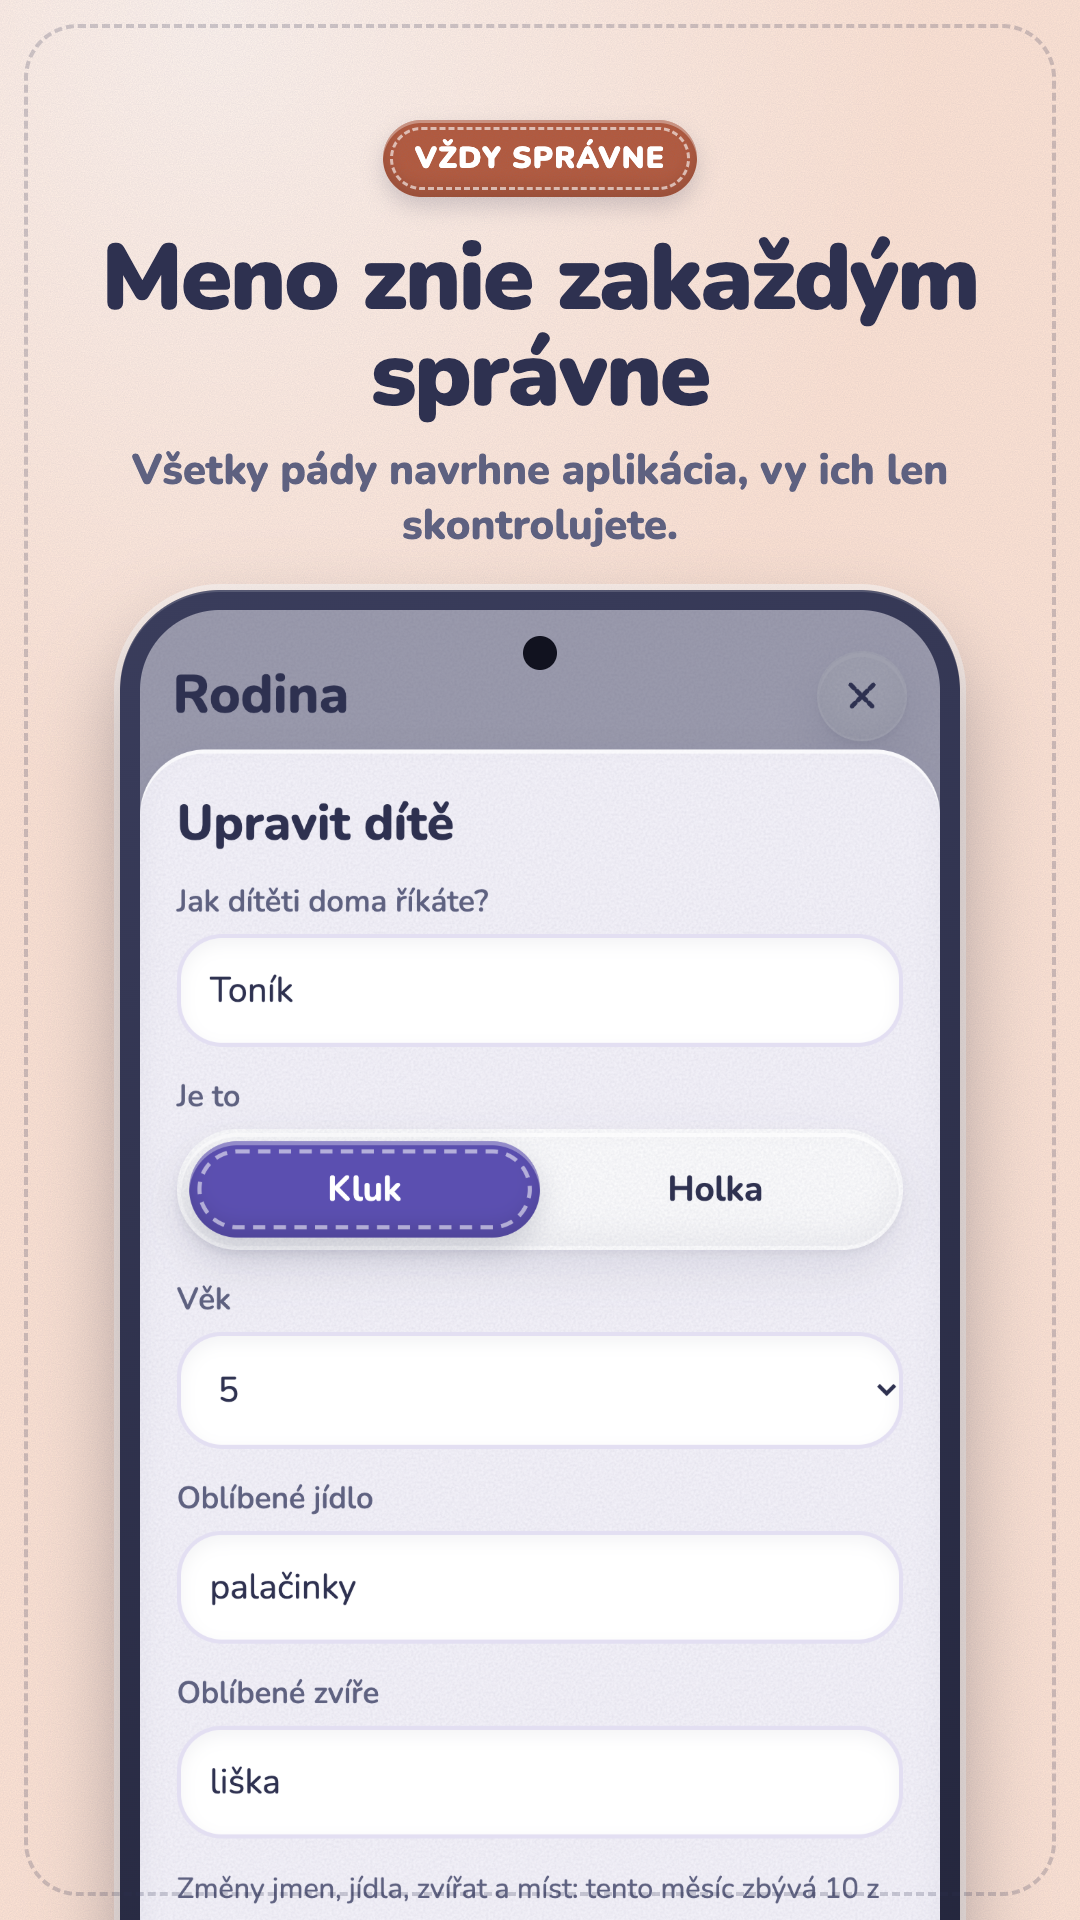 VŽDY SPRÁVNE
Meno znie zakaždým
správne
Všetky pády navrhne aplikácia, vy ich len
skontrolujete.
Rodina
Upravit dítě
Jak dítěti doma říkáte?
Toník
Je to
Kluk
Holka
Věk
5
Oblíbené jídlo
palačinky
Oblíbené zvíře
liška
Změny jmen, jídla, zvířat a míst: tento měsíc zbývá 10 z